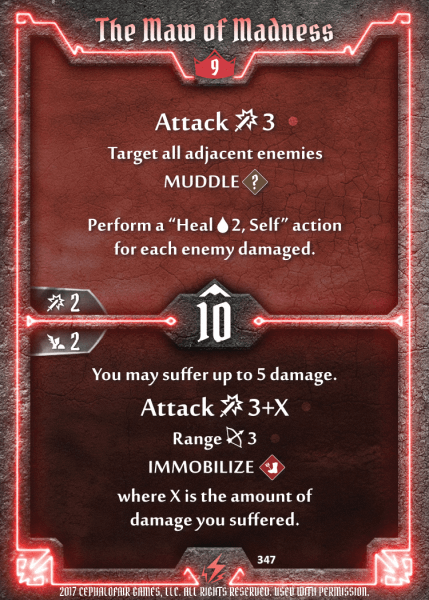 The Maw of Madness
9
Attack 3
Target all adjacent enemies
MUDDLE ?
Perform a “Heal 2, Self” action
for each enemy damaged.
2
10
2
You may suffer up to 5 damage.
Attack 3+X
Range 3
IMMOBILIZE
where X is the amount of
damage you suffered.
347
2017 CEPHALOFAIR GAMES, LLC. ALL RIGHTS RESERVED. USED WITH PERMISSION.